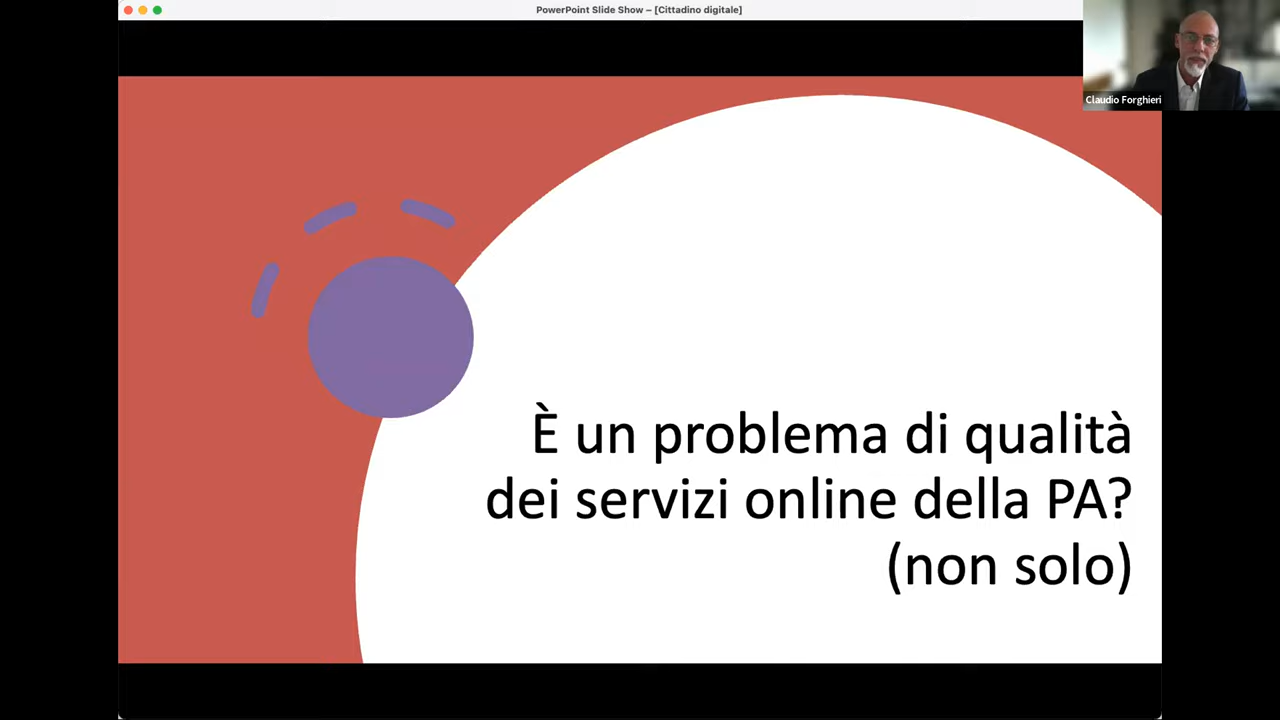 PowerPoint Slide Show – [Cittadino digitale]
Claudio Forghieri
È un problema di qualità
dei servizi online della PA?
(non solo)